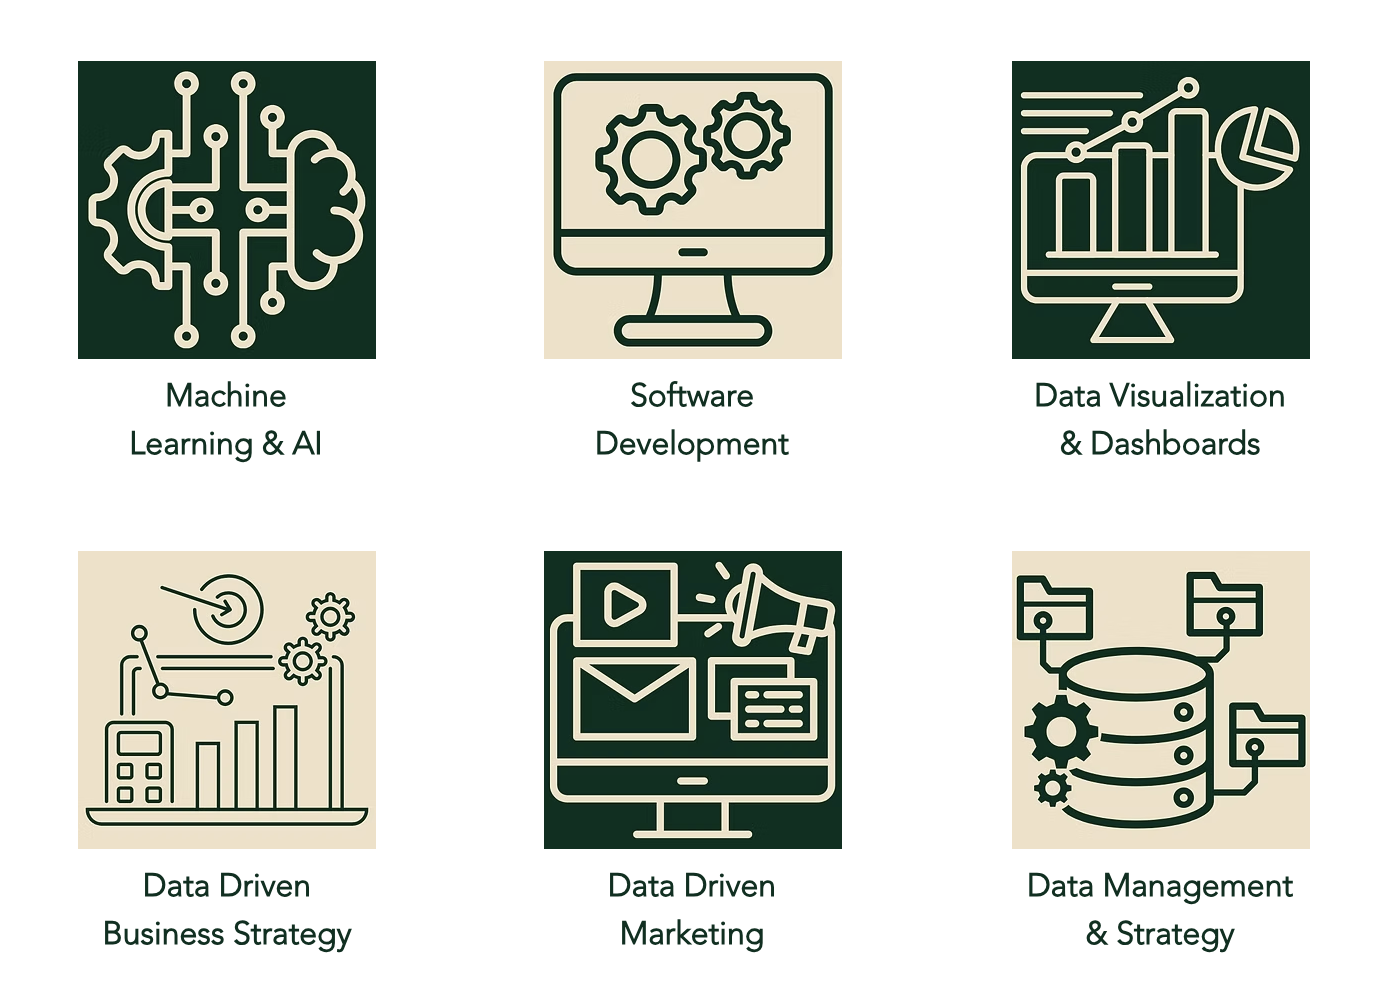 Machine
Learning & AI
Software
Development
Data Visualization
& Dashboards
Data Driven
Business Strategy
Data Driven
Marketing
Data Management
& Strategy